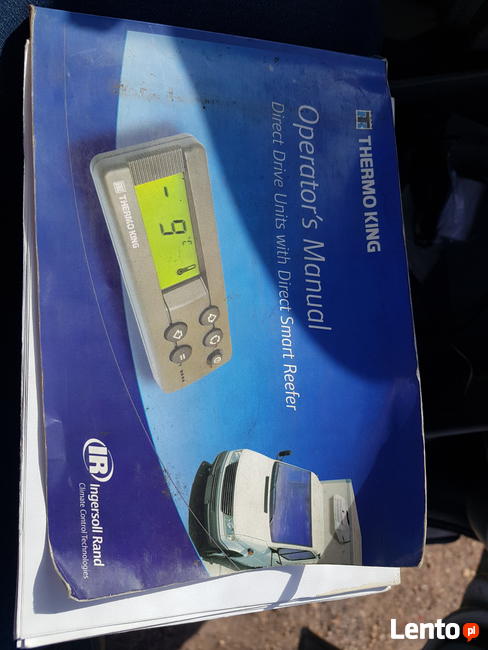 THERMO KING
Operator's Manual
Direct Drive Units with Direct Smart Reefer
THERMO KING
IR Ingersoll Rand
Climate Control Technologies
Lento.pl